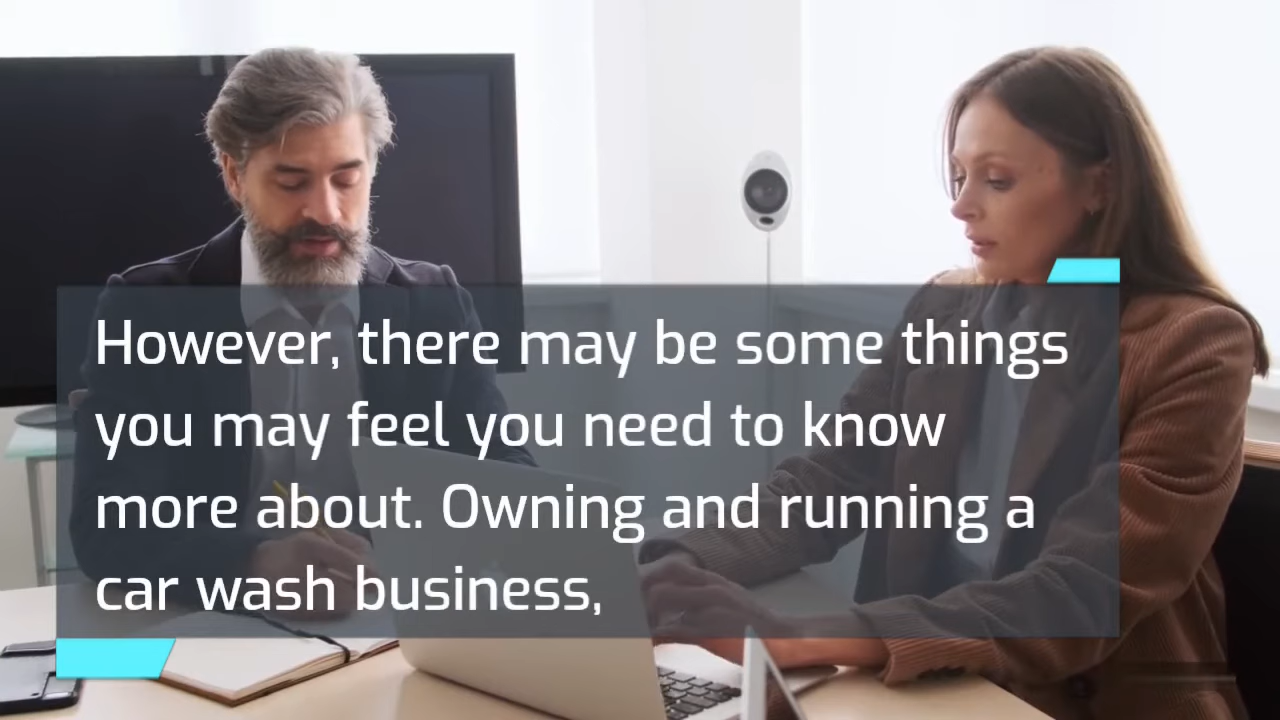 However, there may be some things
you may feel you need to know
more about. Owning and running a
car wash business,